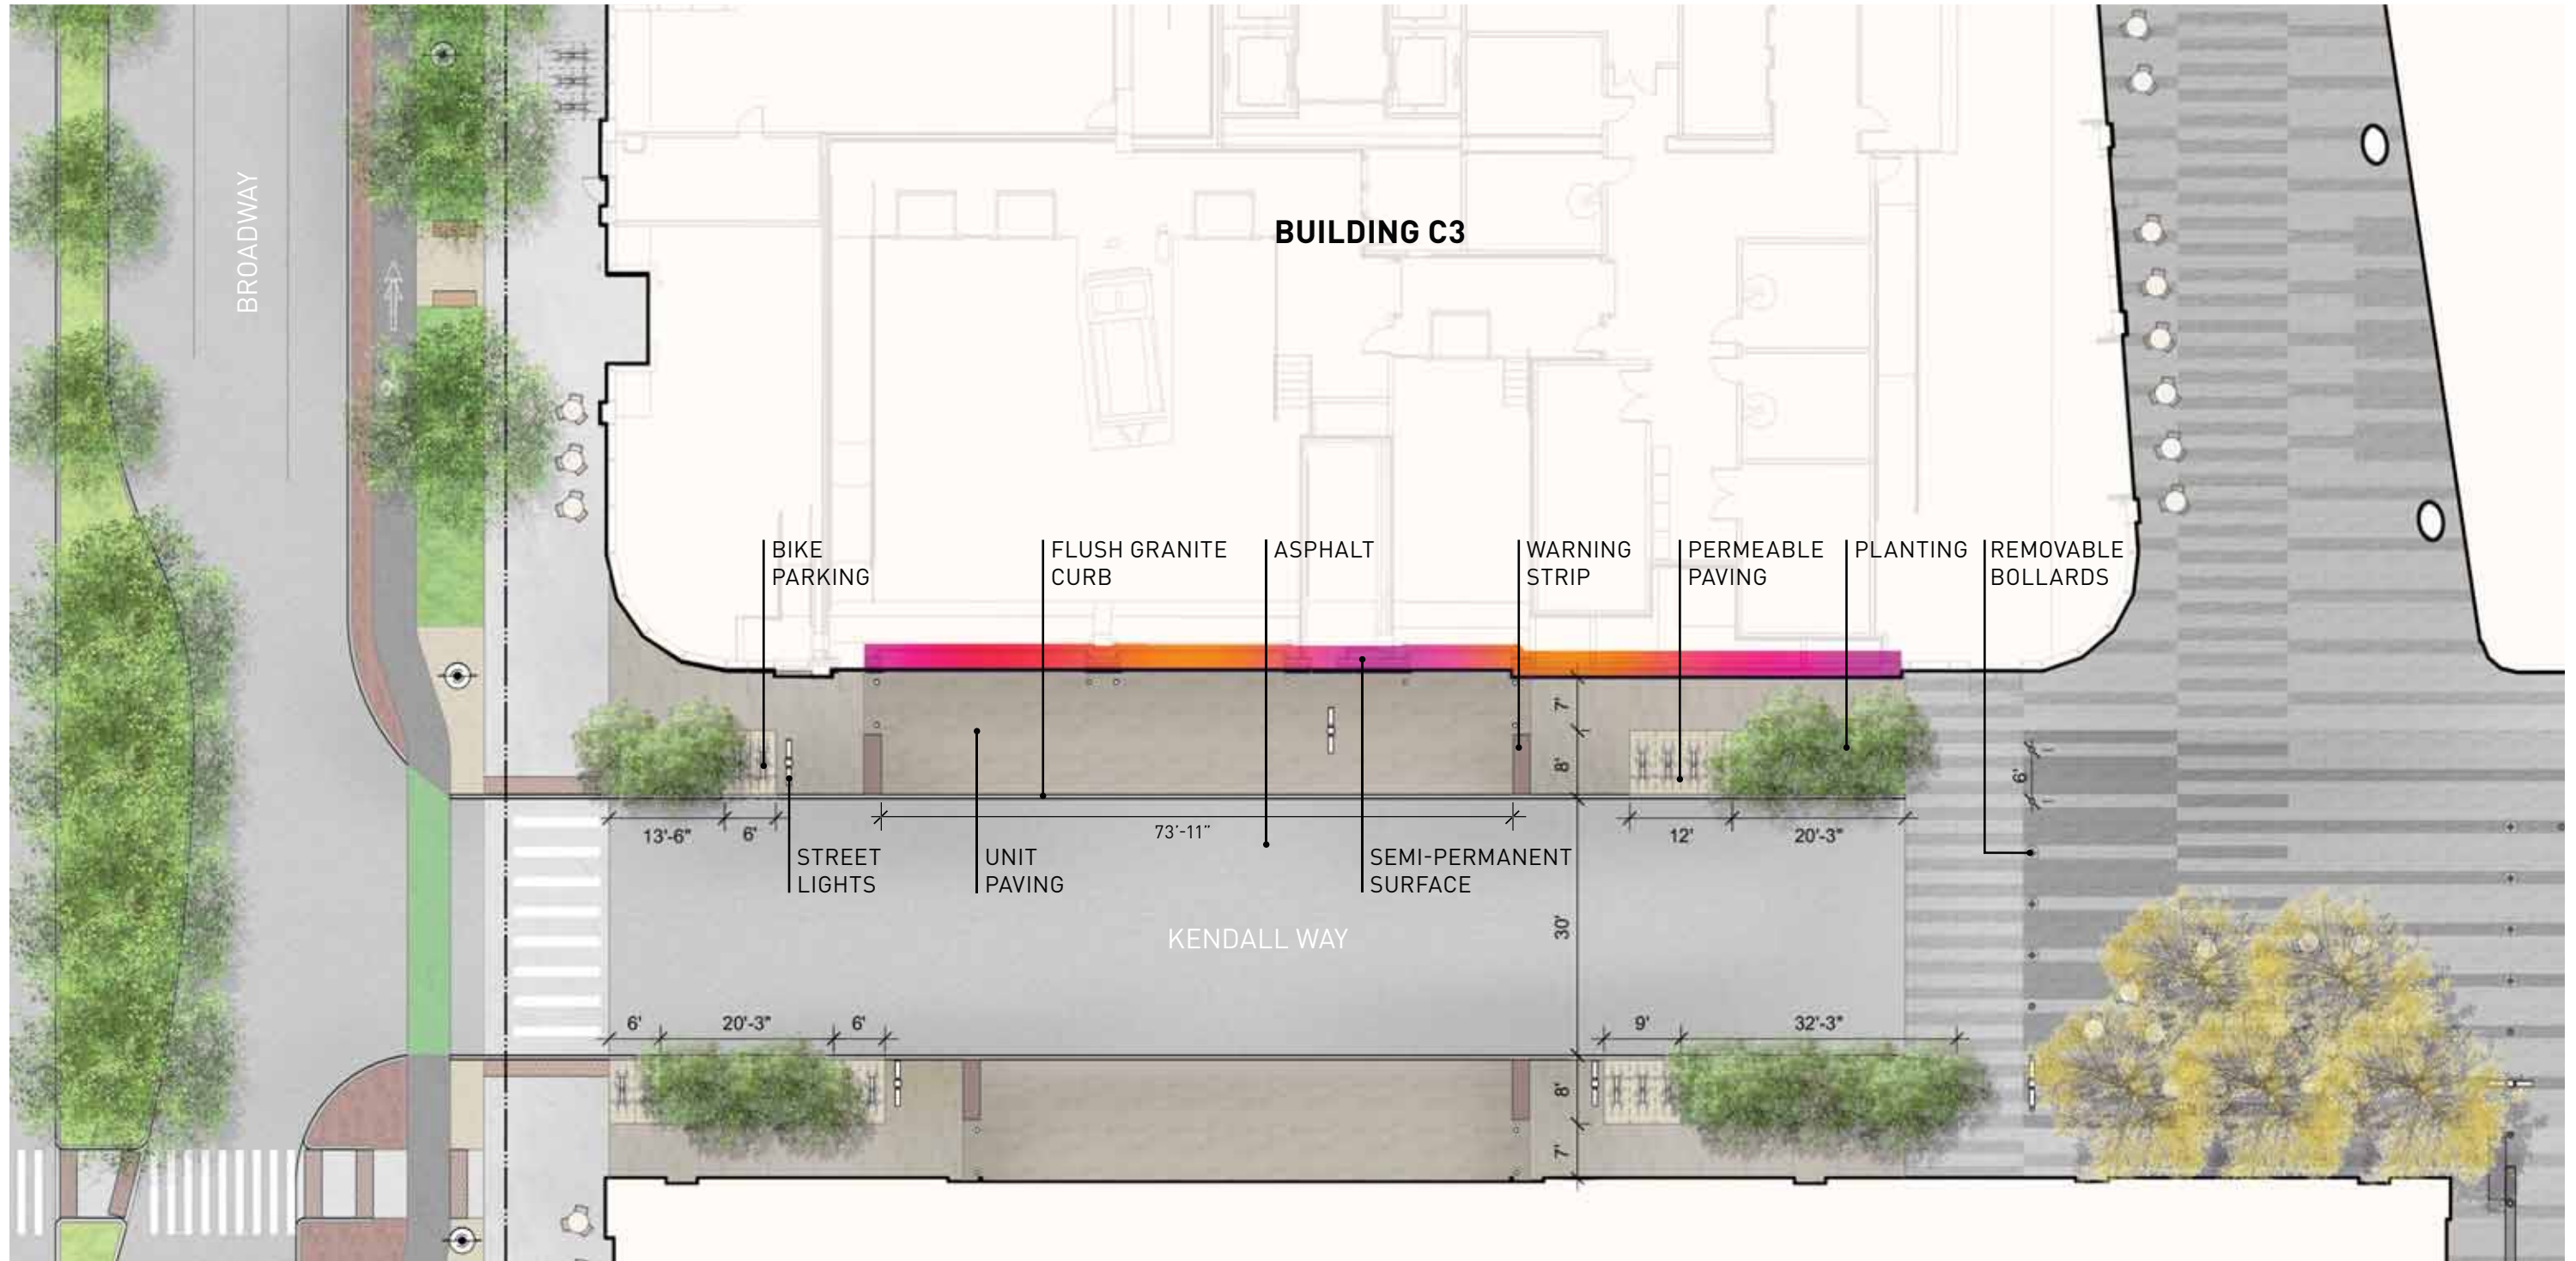 BROADWAY
BUILDING C3
BIKE
PARKING
FLUSH GRANITE
CURB
ASPHALT
WARNING
STRIP
PERMEABLE
PAVING
PLANTING
REMOVABLE
BOLLARDS
7'
8'
6'
13'-6"
6'
73'-11"
12'
20'-3"
STREET
LIGHTS
UNIT
PAVING
SEMI-PERMANENT
SURFACE
30'
KENDALL WAY
6'
20'-3"
6'
9'
32'-3"
8'
7'